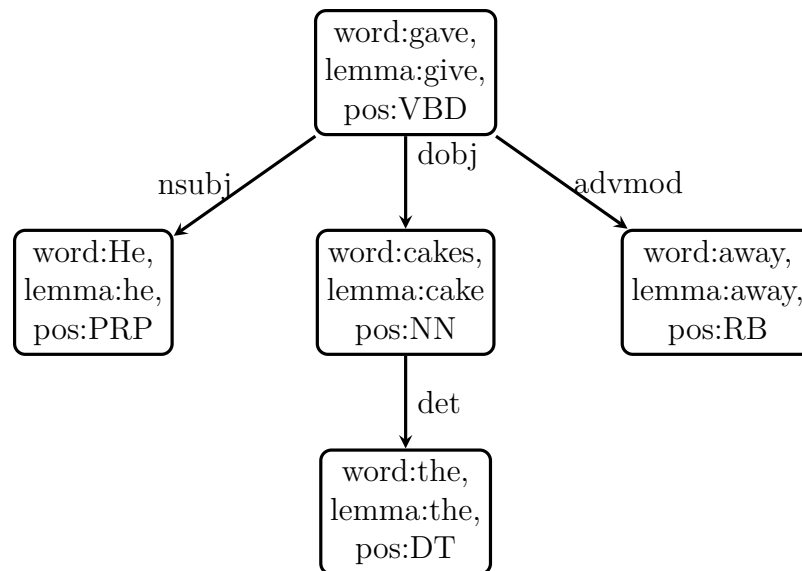 word:gave,
lemma:give,
pos:VBD
nsubj
dobj
advmod
word:He,
lemma:he,
pos:PRP
word:cakes,
lemma:cake
pos:NN
word:away,
lemma:away,
pos:RB
det
word:the,
lemma:the,
pos:DT